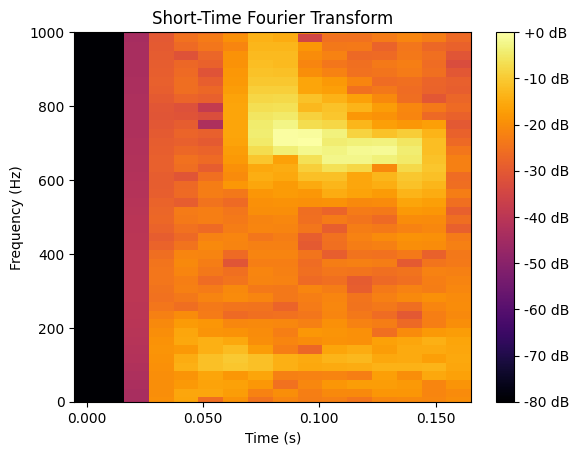 Short-Time Fourier Transform
1000
800
600
400
200
0
Frequency (Hz)
0.000
0.050
0.100
0.150
Time (s)
+0 dB
-10 dB
-20 dB
-30 dB
-40 dB
-50 dB
-60 dB
-70 dB
-80 dB